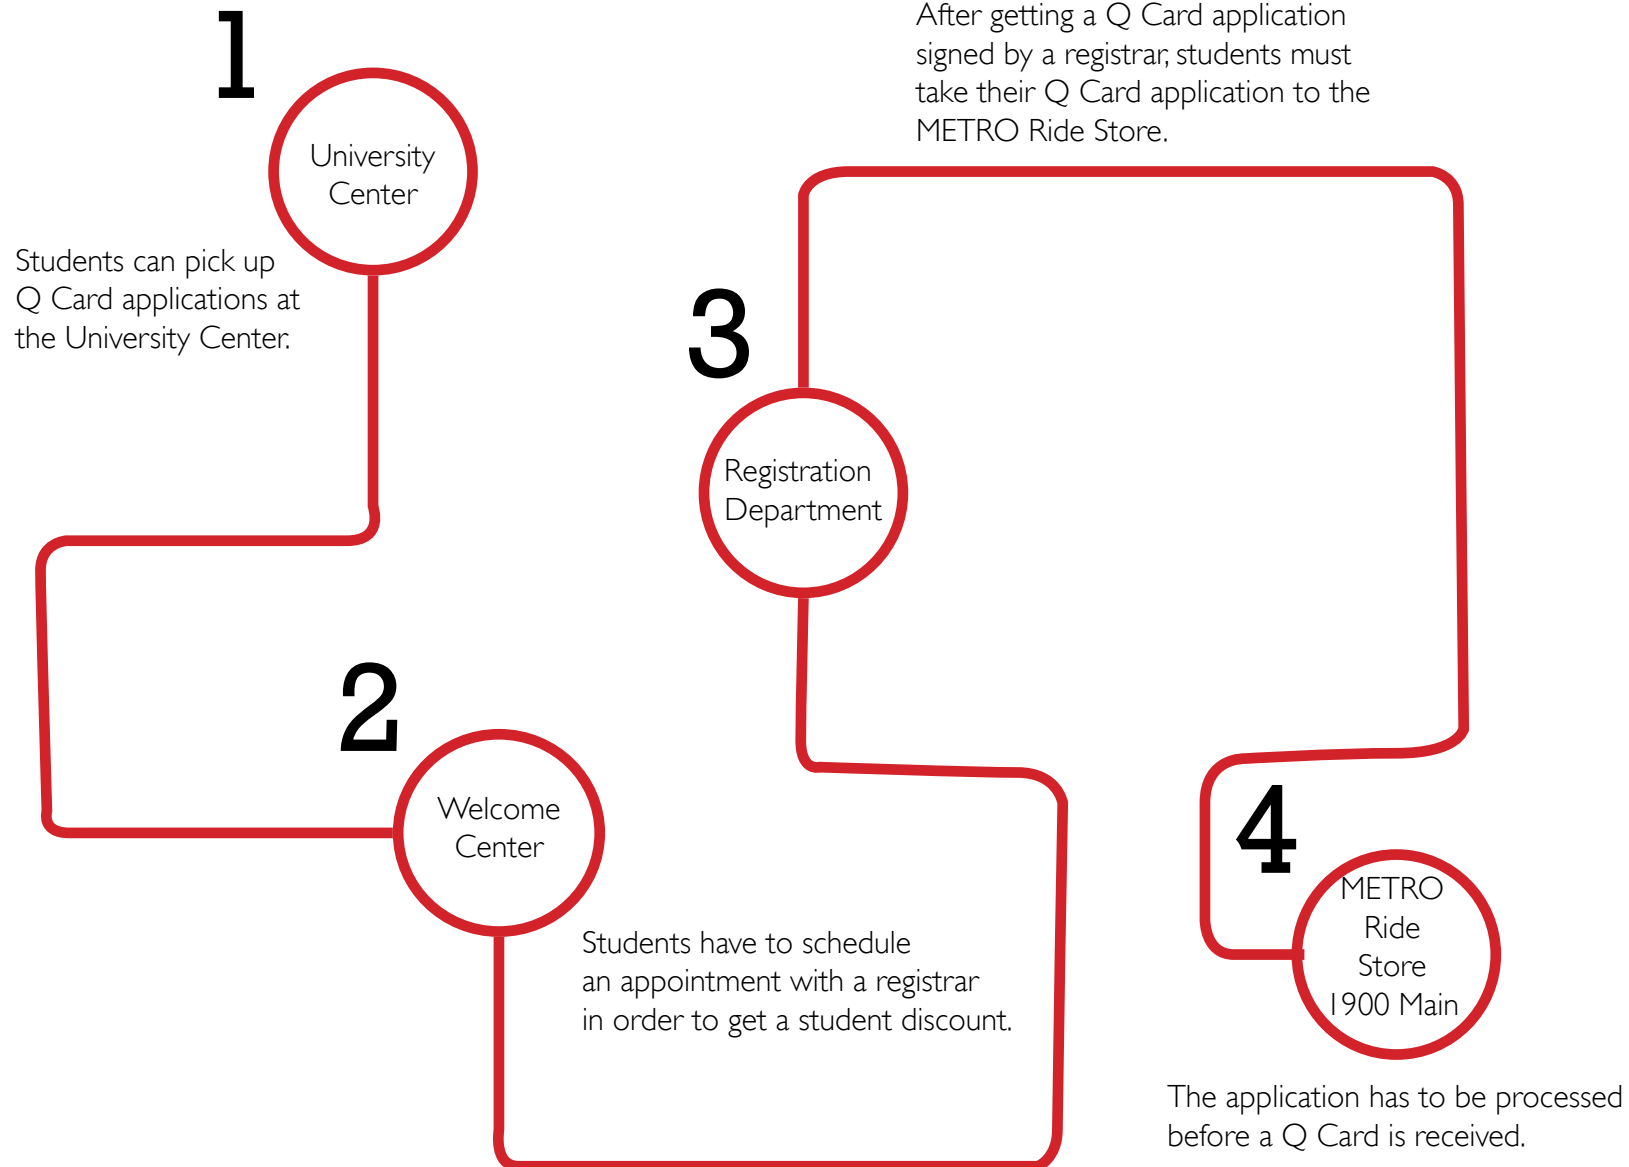 1
University
Center
Students can pick up
Q Card applications at
the University Center.
2
Welcome
Center
Students have to schedule
an appointment with a registrar
in order to get a student discount.
3
Registration
Department
After getting a Q Card application
signed by a registrar, students must
take their Q Card application to the
METRO Ride Store.
4
METRO
Ride
Store
1900 Main
The application has to be processed
before a Q Card is received.